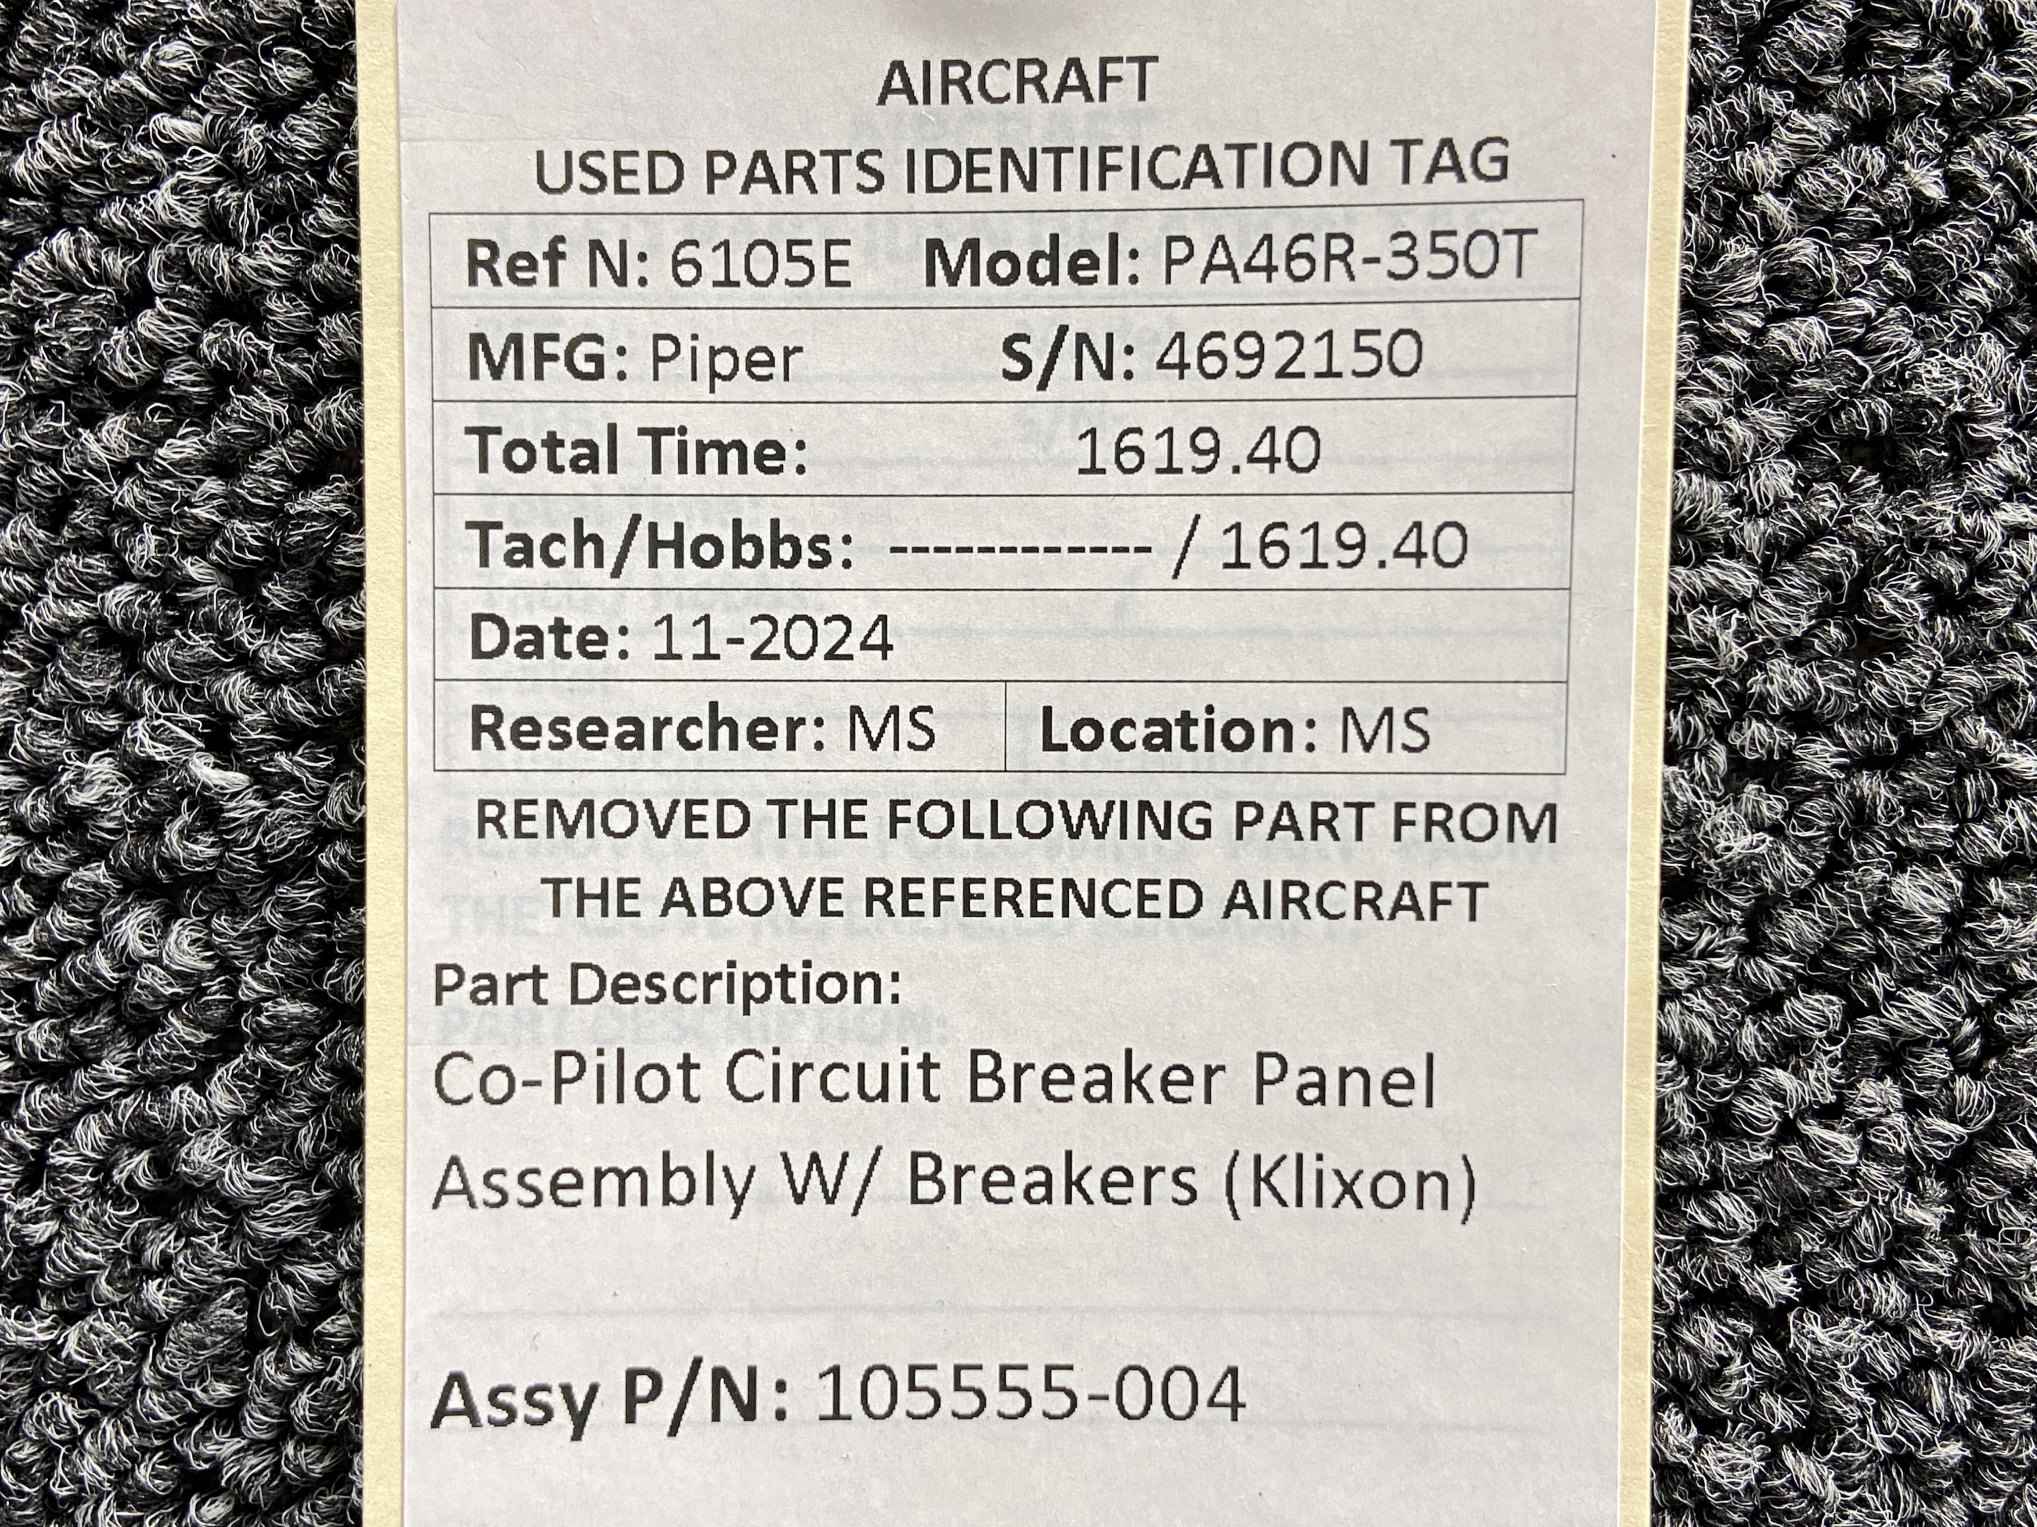 AIRCRAFT
USED PARTS IDENTIFICATION TAG
Ref N: 6105E Model: PA46R-350T
MFG: Piper S/N: 4692150
Total Time: 1619.40
Tach/Hobbs: ------------ / 1619.40
Date: 11-2024
Researcher: MS Location: MS
REMOVED THE FOLLOWING PART FROM
THE ABOVE REFERENCED AIRCRAFT
Part Description:
Co-Pilot Circuit Breaker Panel
Assembly W/ Breakers (Klixon)
Assy P/N: 105555-004